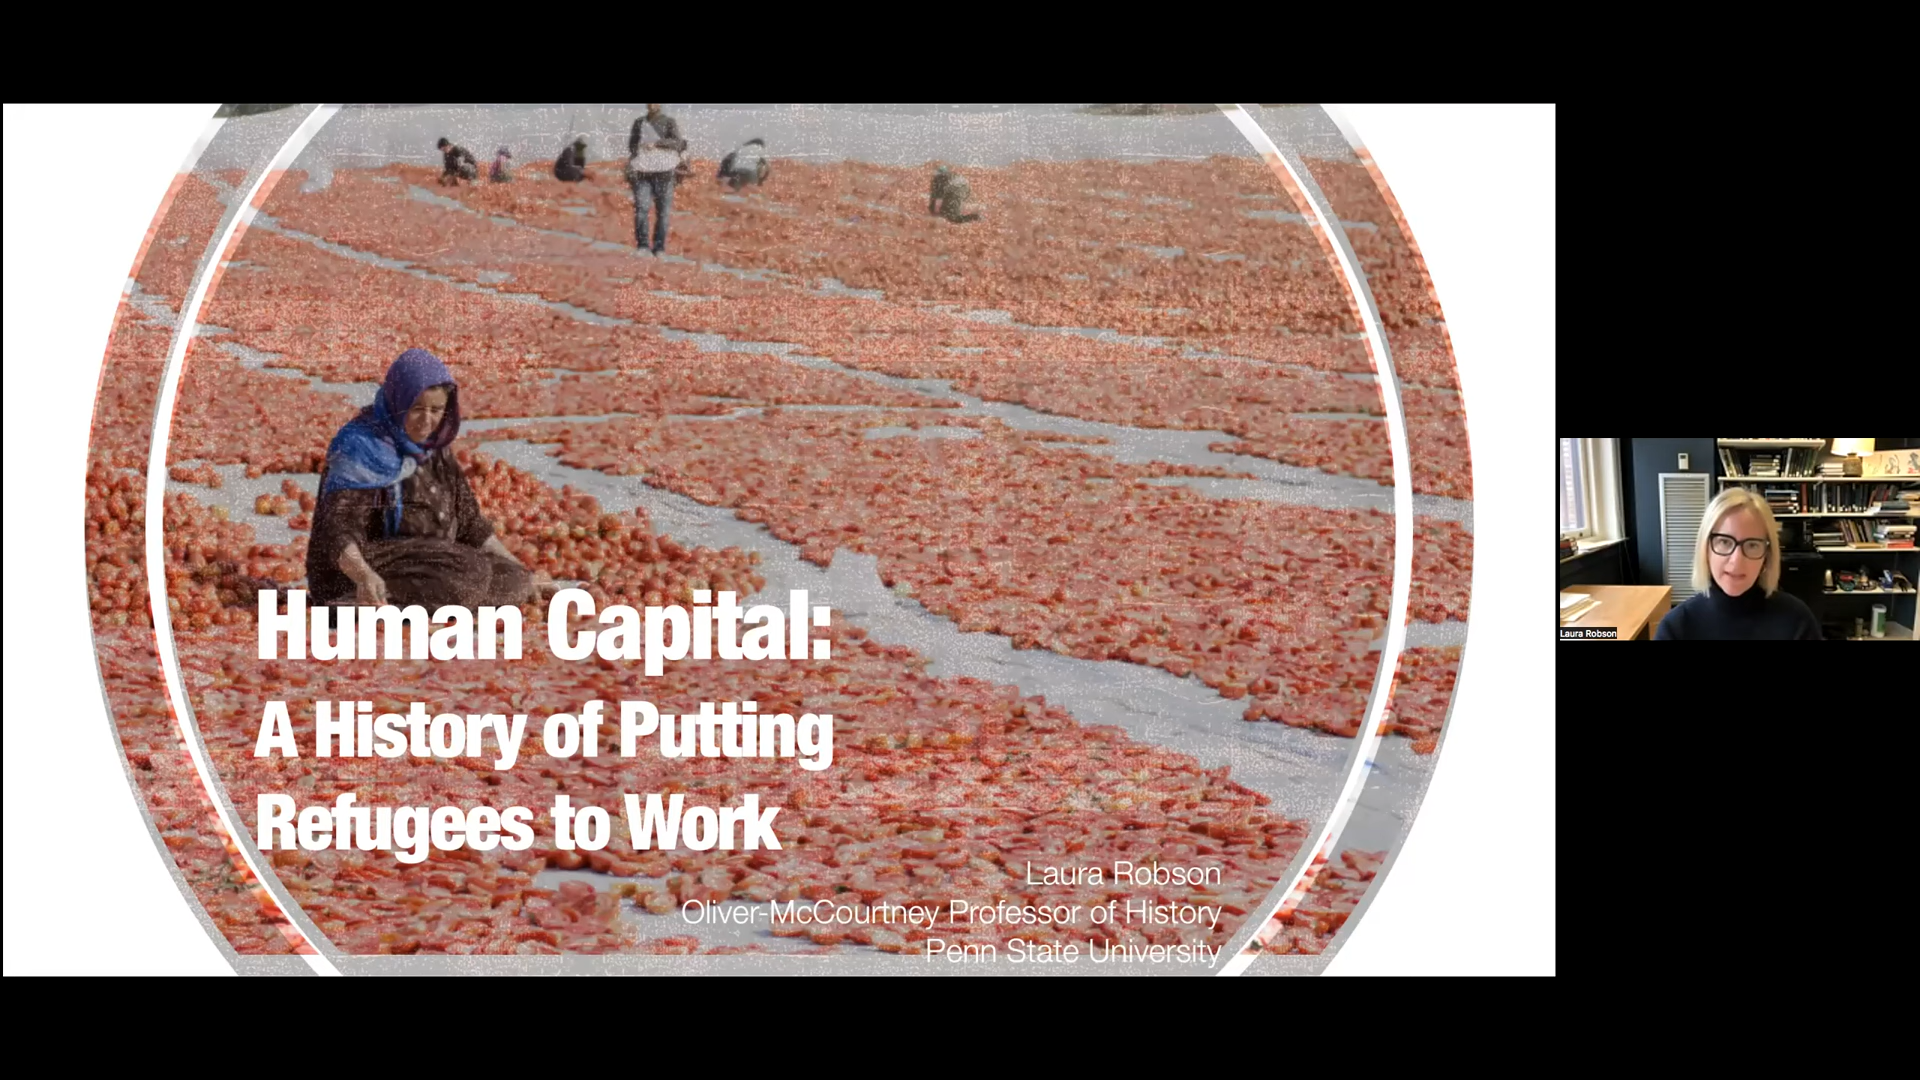 Human Capital:
A History of Putting
Refugees to Work
Laura Robson
Oliver-McCourtney Professor of History
Penn State University
Laura Robson